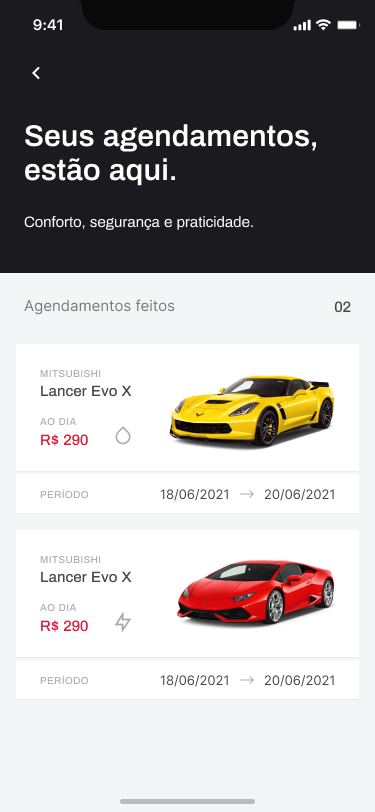 9:41
Seus agendamentos,
estão aqui.
Conforto, segurança e praticidade.
Agendamentos feitos 02
MITSUBISHI
Lancer Evo X
AO DIA
R$ 290
PERÍODO 18/06/2021 → 20/06/2021
MITSUBISHI
Lancer Evo X
AO DIA
R$ 290
PERÍODO 18/06/2021 → 20/06/2021